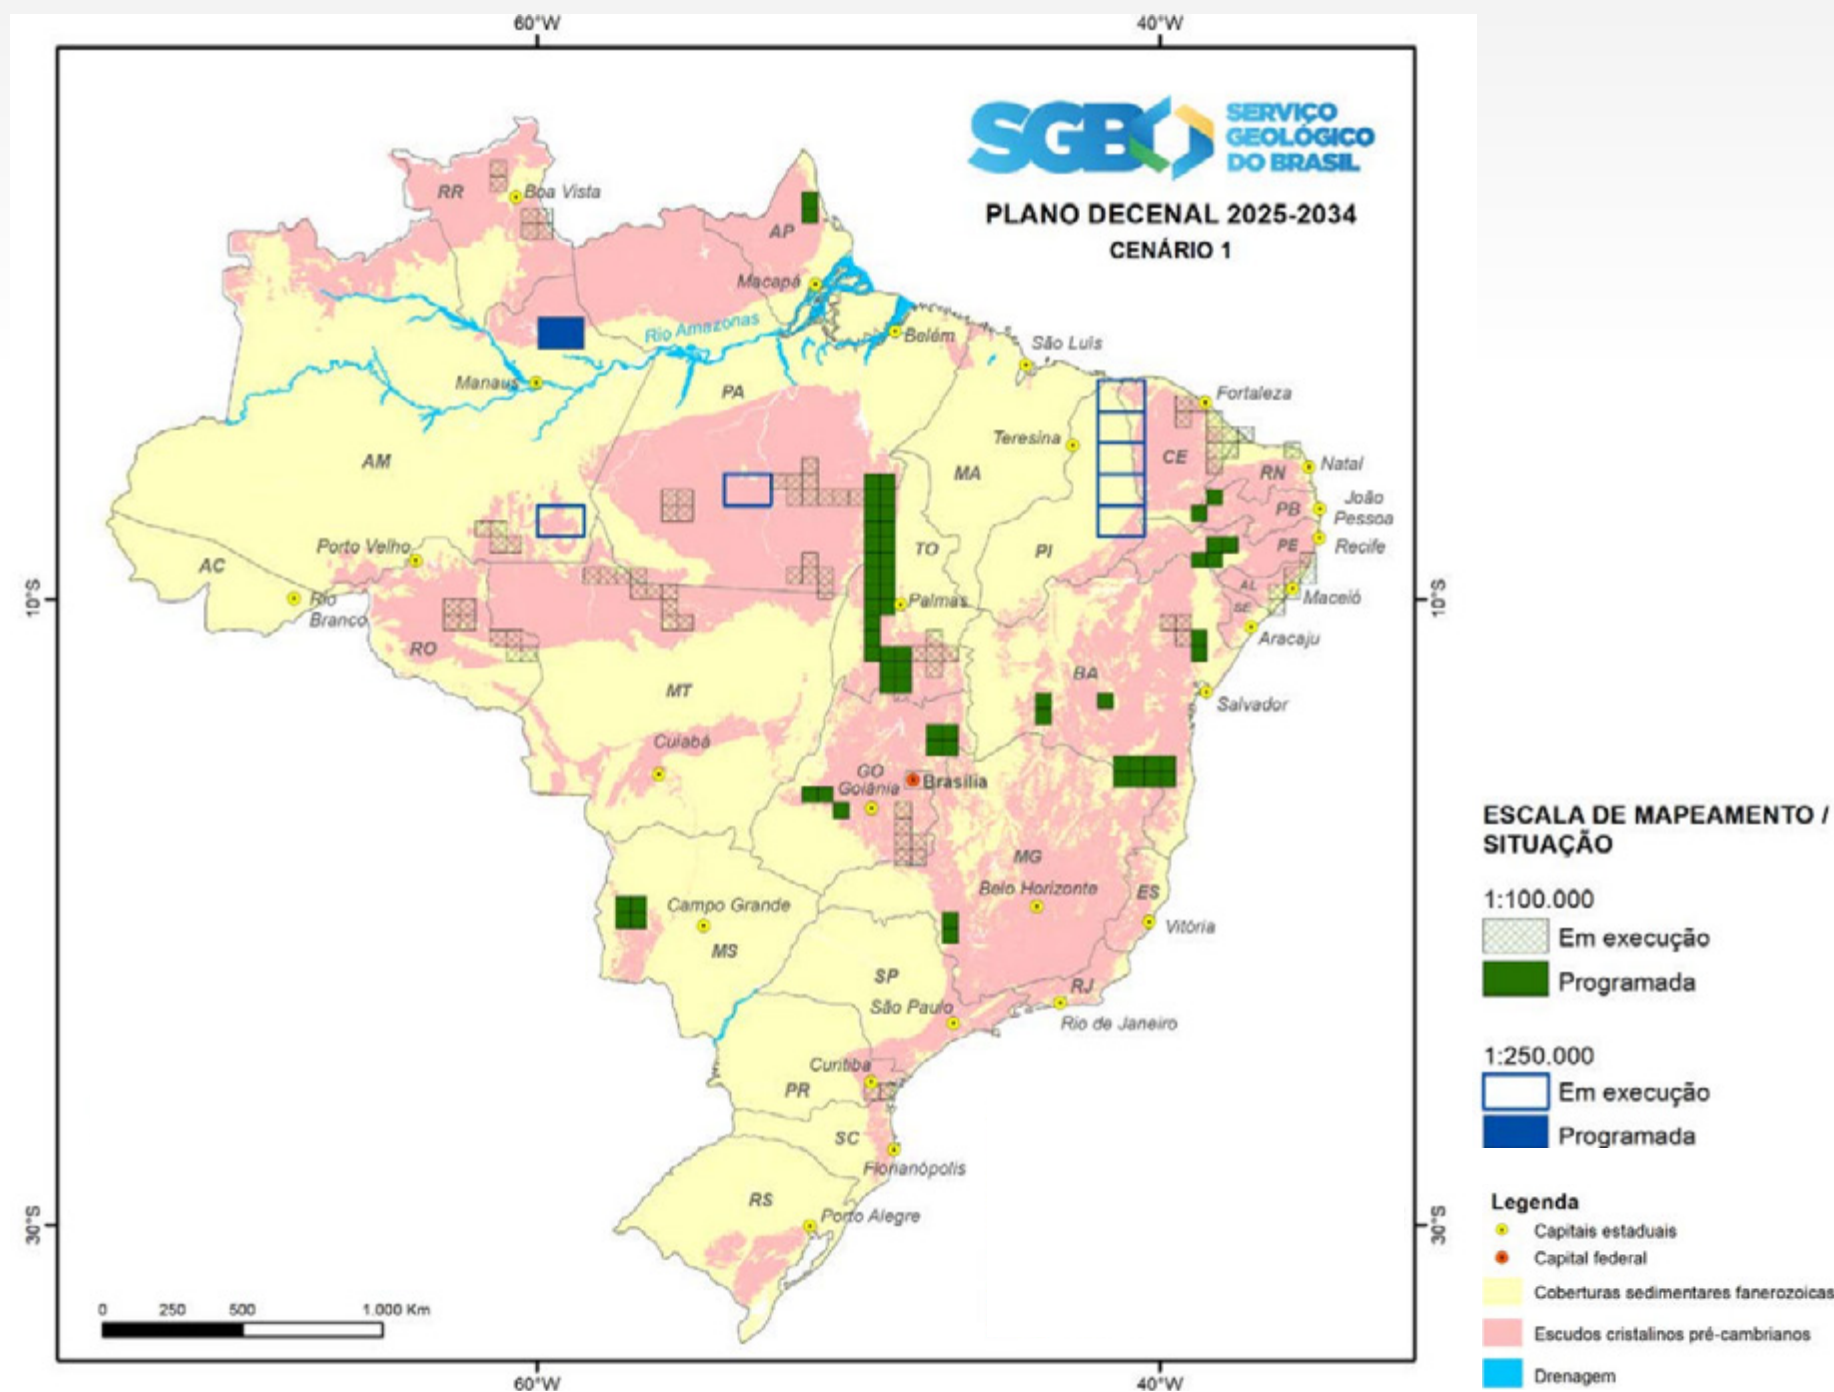 60°W
40°W
SGB
SERVIÇO
GEOLÓGICO
DO BRASIL
PLANO DECENAL 2025-2034
CENÁRIO 1
RR
Boa Vista
AP
Macapá
Rio Amazonas
Belém
São Luís
Manaus
PA
Fortaleza
Teresina
AM
MA
CE
RN
Natal
João
Pessoa
PB
Porto Velho
TO
PI
PE
Recife
AC
AL
10°S
Rio
Branco
Palmas
SE
Maceió
10°S
Aracaju
RO
MT
BA
Salvador
Cuiabá
GO
Goiânia
Brasília
MG
Belo Horizonte
ES
Campo Grande
Vitória
MS
SP
RJ
São Paulo
Rio de Janeiro
Curitiba
PR
SC
Florianópolis
RS
Porto Alegre
30°S
30°S
0 250 500 1.000 Km
60°W
40°W
ESCALA DE MAPEAMENTO /
SITUAÇÃO
1:100.000
Em execução
Programada
1:250.000
Em execução
Programada
Legenda
Capitais estaduais
Capital federal
Coberturas sedimentares fanerozoicas
Escudos cristalinos pré-cambrianos
Drenagem